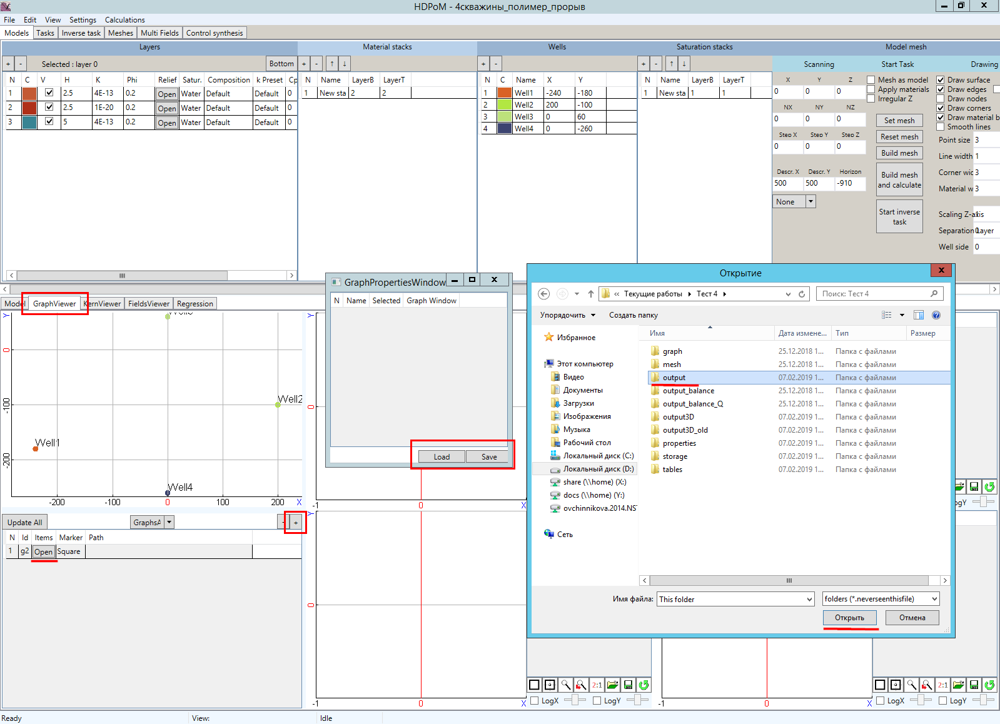 HDPoM - 4скважины_полимер_прорыв
File Edit View Settings Calculations
Models Tasks Inverse task Meshes Multi Fields Control synthesis
Layers Material stacks Wells Saturation stacks Model mesh
+ - Selected : layer 0 Bottom + - ↑ ↓ + - + - ↑ ↓ Scanning Start Task Drawing
N C V H K Phi Relief Satur. Composition k Preset Cp
1 2.5 4E-13 0.2 Open Water Default Default 0
2 2.5 1E-20 0.2 Open Water Default Default 0
3 5 4E-13 0.2 Open Water Default Default 0
N Name LayerB LayerT
1 New sta 2 2
N C Name X Y
1 Well1 -240 -180
2 Well2 200 -100
3 Well3 0 60
4 Well4 0 -260
N Name LayerB LayerT
1 New sta 1 1
X Y Z
0 0 0
NX NY NZ
0 0 0
Step X Step Y Step Z
0 0 0
Descr. X Descr. Y Horizon
500 500 -910
None
Mesh as model
Apply materials
Irregular Z
Set mesh
Reset mesh
Build mesh
Build mesh
and calculate
Start inverse
task
Draw surface
Draw edges
Draw nodes
Draw corners
Draw material b
Smooth lines
Point size 3
Line width 1
Corner wic 3
Material w 3
Scaling Z-axis
Separation Layer
Well side 0
Model GraphViewer KernViewer FieldsViewer Regression
Y
0
-100
-200
Well3
Well2
Well1
Well4
-200 -100 0 100 200 X
Update All GraphsA - +
N Id Items Marker Path
1 g2 Open Square
GraphPropertiesWindow
N Name Selected Graph Window
Load Save
Y
0
-1 0 X
Y
0
-1 0 X
Открытие
« Текущие работы Тест 4 Поиск: Тест 4
Упорядочить Создать папку
Избранное
Этот компьютер
Видео
Документы
Загрузки
Изображения
Музыка
Рабочий стол
Локальный диск (C:)
Локальный диск (D:)
share (\\home) (X:)
docs (\\home) (Y:)
ovchinnikova.2014.NS
Сеть
Имя Дата измене... Тип Размер
graph 25.12.2018 1... Папка с файлами
mesh 25.12.2018 1... Папка с файлами
output 07.02.2019 1... Папка с файлами
output_balance 25.12.2018 1... Папка с файлами
output_balance_Q 25.12.2018 1... Папка с файлами
output3D 07.02.2019 1... Папка с файлами
output3D_old 07.02.2019 1... Папка с файлами
properties 07.02.2019 1... Папка с файлами
storage 07.02.2019 1... Папка с файлами
tables 07.02.2019 1... Папка с файлами
Имя файла: This folder folders (*.neverseenthisfile)
Открыть Отмена
ogY
2:1
LogX LogY
-1 0 X
2:1
LogX LogY
Ready View: Idle